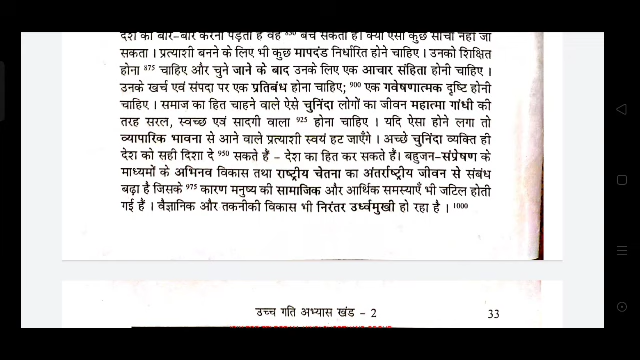 देश को बार-बार करना पड़ता है वह 850 बच सकता है। क्या ऐसा कुछ सोचा नहीं जा
सकता । प्रत्याशी बनने के लिए भी कुछ मापदंड निर्धारित होने चाहिए । उनको शिक्षित
होना 875 चाहिए और चुने जाने के बाद उनके लिए एक आचार संहिता होनी चाहिए ।
उनके खर्च एवं संपदा पर एक प्रतिबंध होना चाहिए; 900 एक गवेषणात्मक दृष्टि होनी
चाहिए । समाज का हित चाहने वाले ऐसे चुनिंदा लोगों का जीवन महात्मा गांधी की
तरह सरल, स्वच्छ एवं सादगी वाला 925 होना चाहिए । यदि ऐसा होने लगा तो
व्यापारिक भावना से आने वाले प्रत्याशी स्वयं हट जाएँगे । अच्छे चुनिंदा व्यक्ति ही
देश को सही दिशा दे 950 सकते हैं - देश का हित कर सकते हैं। बहुजन-संप्रेषण के
माध्यमों के अभिनव विकास तथा राष्ट्रीय चेतना का अंतर्राष्ट्रीय जीवन से संबंध
बढ़ा है जिसके 975 कारण मनुष्य की सामाजिक और आर्थिक समस्याएँ भी जटिल होती
गई हैं । वैज्ञानिक और तकनीकी विकास भी निरंतर उर्ध्वमुखी हो रहा है । 1000
उच्च गति अभ्यास खंड - 2 33